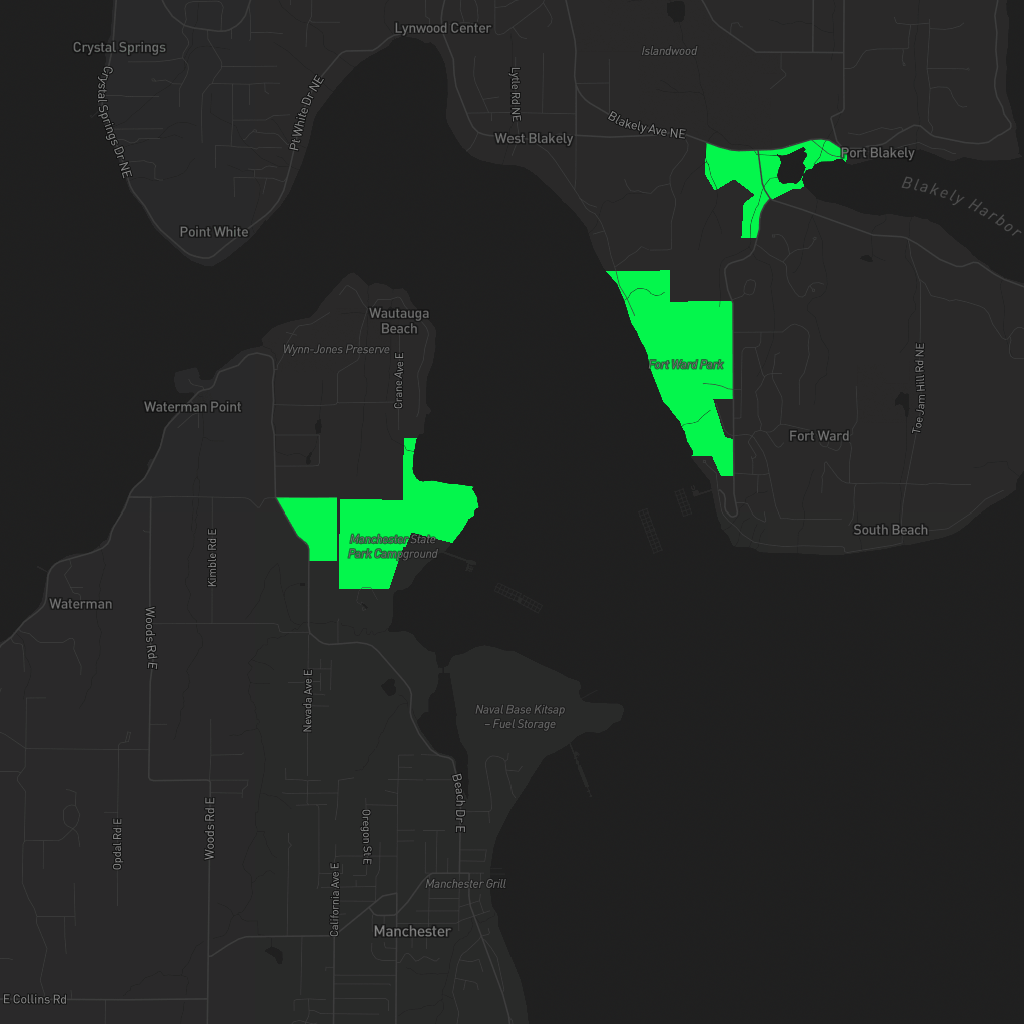 Lynwood Center
Crystal Springs
Islandwood
Crystal Springs Dr NE
Pt White Dr NE
Lytle Rd NE
Blakely Ave NE
West Blakely
Port Blakely
Blakely Harbor
Point White
Wautauga
Beach
Wynn-Jones Preserve
Crane Ave E
Fort Ward Park
Toe Jam Hill Rd NE
Waterman Point
Fort Ward
South Beach
Manchester State
Park Campground
Kimble Rd E
Waterman
Woods Rd E
Nevada Ave E
Naval Base Kitsap
– Fuel Storage
Beach Dr E
Woods Rd E
Opdal Rd E
Oregon St E
California Ave E
Manchester Grill
Manchester
E Collins Rd